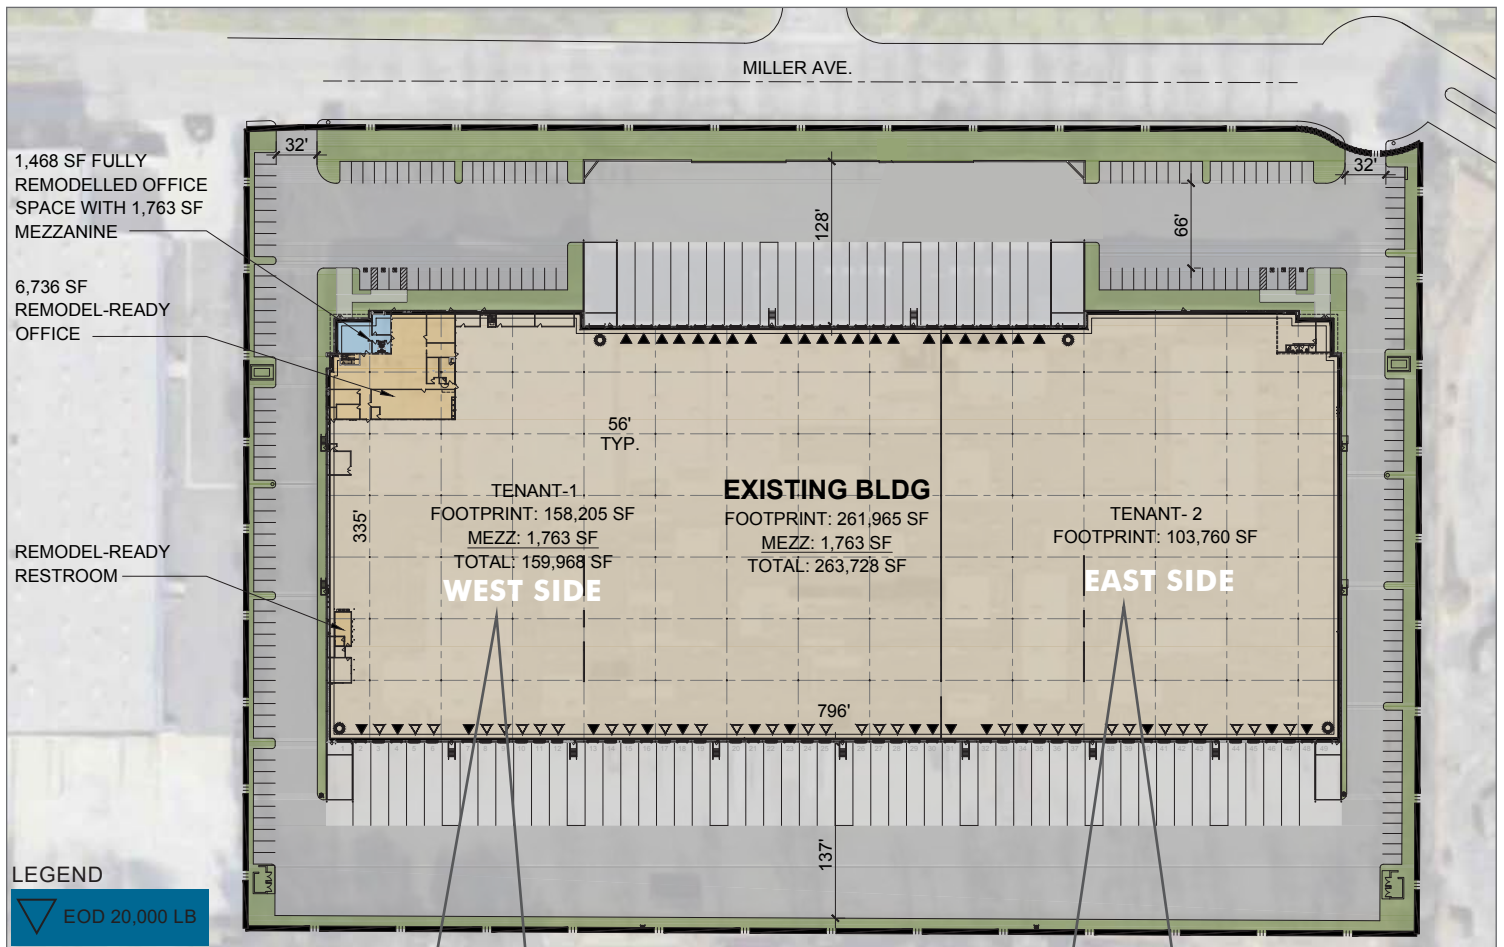 MILLER AVE.
32'
32'
1,468 SF FULLY
REMODELLED OFFICE
SPACE WITH 1,763 SF
MEZZANINE
128'
66'
6,736 SF
REMODEL-READY
OFFICE
56'
TYP.
335'
TENANT-1
FOOTPRINT: 158,205 SF
MEZZ: 1,763 SF
TOTAL: 159,968 SF
WEST SIDE
EXISTING BLDG
FOOTPRINT: 261,965 SF
MEZZ: 1,763 SF
TOTAL: 263,728 SF
TENANT- 2
FOOTPRINT: 103,760 SF
EAST SIDE
REMODEL-READY
RESTROOM
796'
137'
LEGEND
EOD 20,000 LB